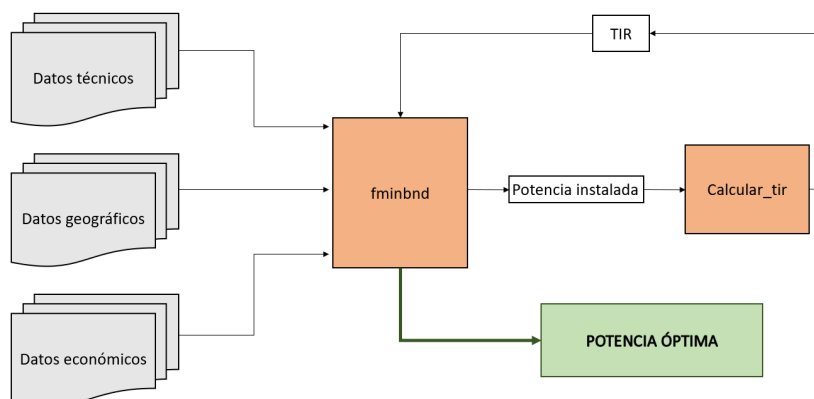 TIR
Datos técnicos
fminbnd
Potencia instalada
Calcular_tir
Datos geográficos
POTENCIA ÓPTIMA
Datos económicos